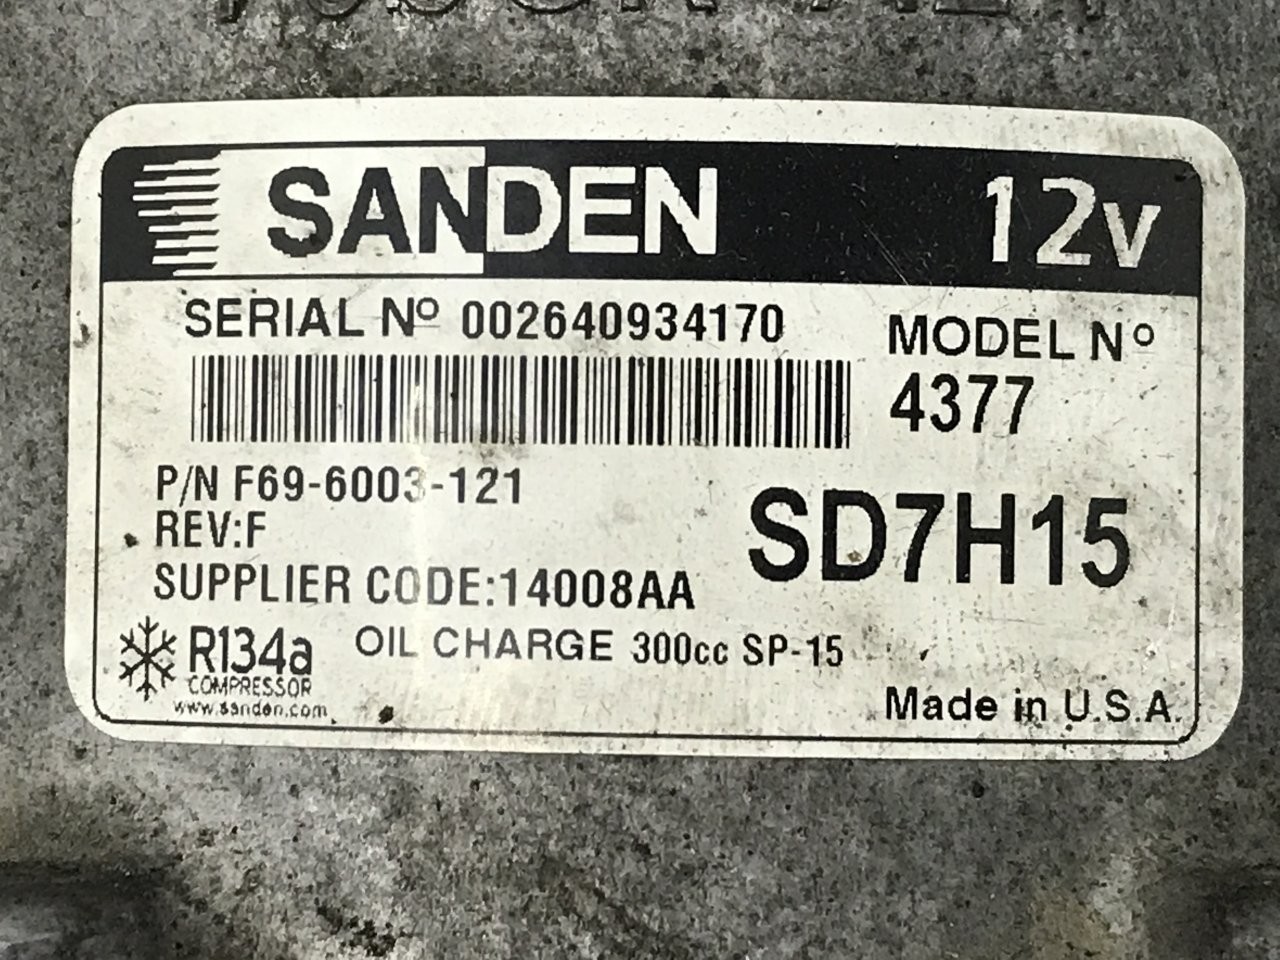 SANDEN 12V
SERIAL Nº 002640934170
MODEL Nº
4377
P/N F69-6003-121
REV:F
SD7H15
SUPPLIER CODE:14008AA
R134a
COMPRESSOR
www.sanden.com
OIL CHARGE 300cc SP-15
Made in U.S.A.